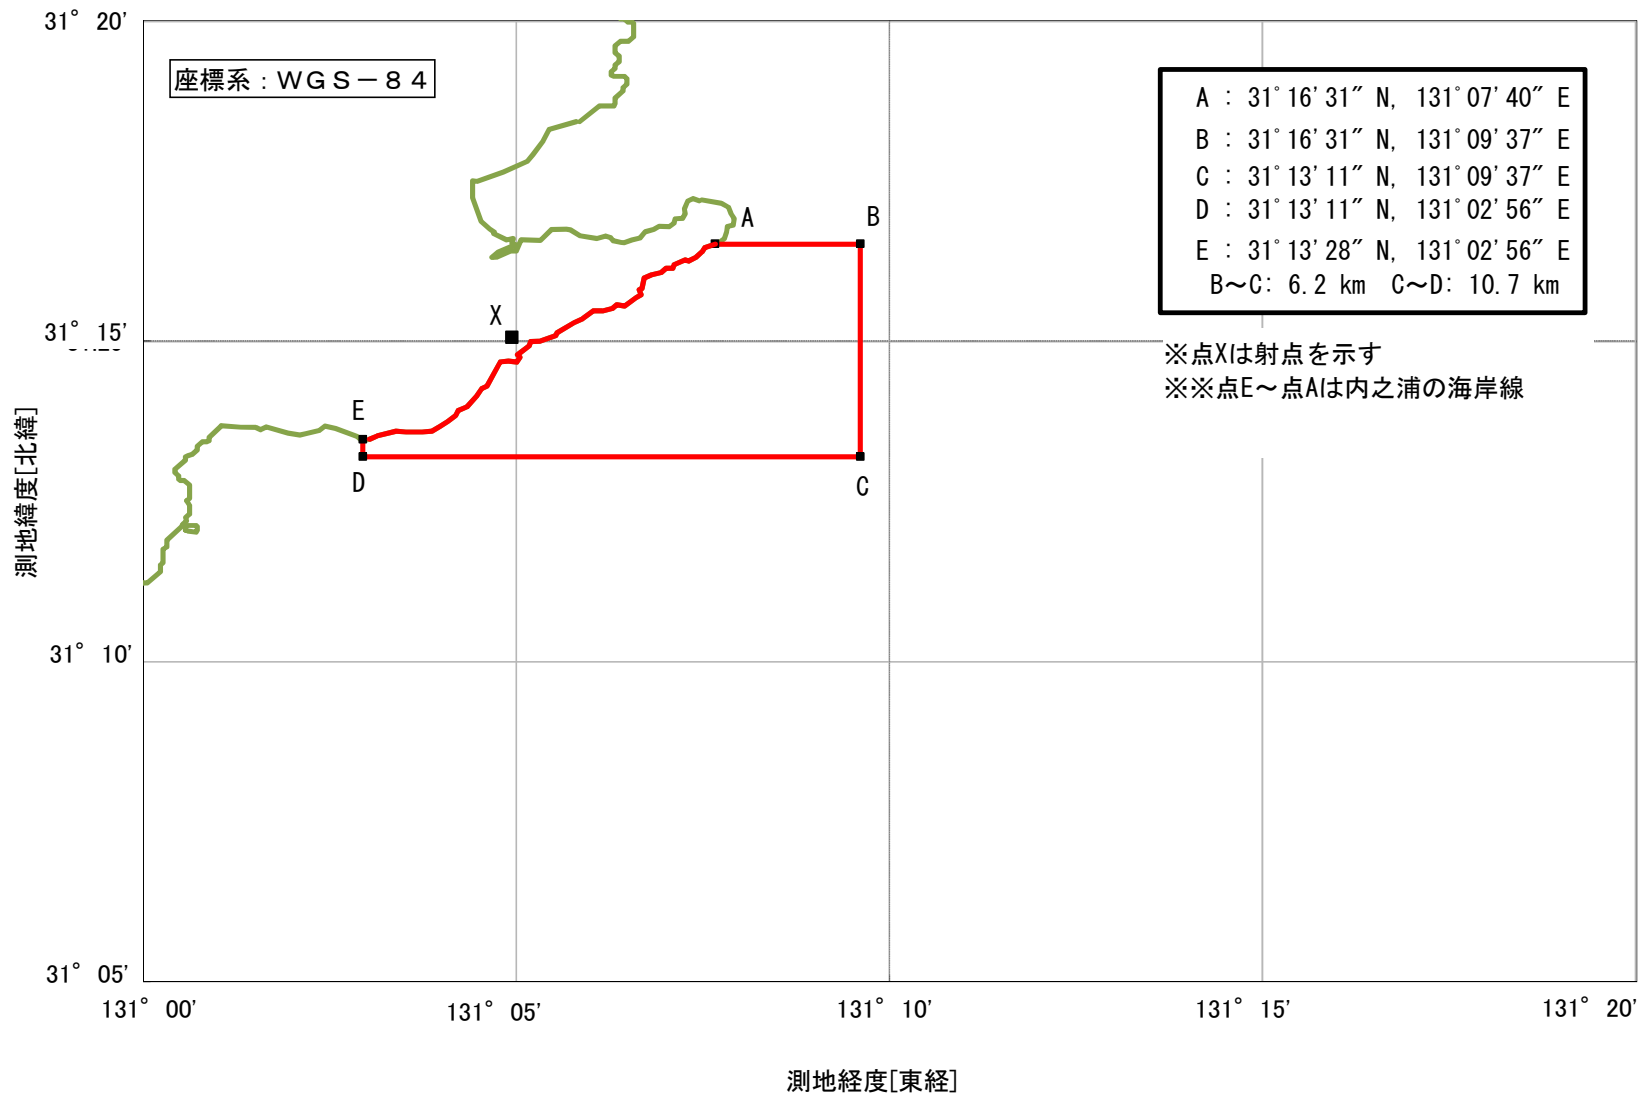 31° 20'
座標系：ＷＧＳ－８４
A : 31°16'31" N, 131°07'40" E
B : 31°16'31" N, 131°09'37" E
C : 31°13'11" N, 131°09'37" E
D : 31°13'11" N, 131°02'56" E
E : 31°13'28" N, 131°02'56" E
B～C: 6.2 km C～D: 10.7 km
A
B
X
31° 15'
※点Xは射点を示す
※※点E～点Aは内之浦の海岸線
E
D
C
測地緯度[北緯]
31° 10'
31° 05'
131° 00'
131° 05'
131° 10'
131° 15'
131° 20'
測地経度[東経]